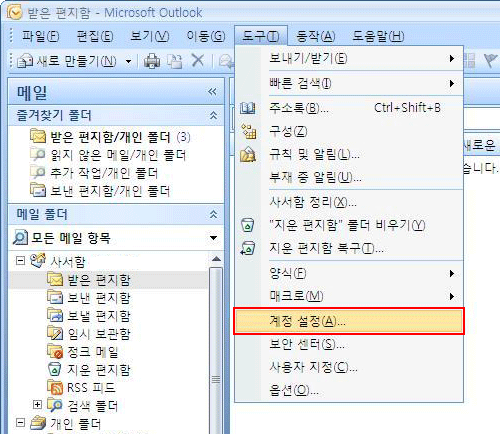 받은 편지함 - Microsoft Outlook
파일(F) 편집(E) 보기(V) 이동(G) 도구(T) 동작(A) 도움말(H)
새로 만들기(N)
보내기/받기(E)
빠른 검색(I)
주소록(B)... Ctrl+Shift+B
구성(Z)
규칙 및 알림(L)...
부재 중 알림(U)...
사서함 정리(X)...
"지운 편지함" 폴더 비우기(Y)
지운 편지함 복구(T)...
양식(F)
매크로(M)
계정 설정(A)...
보안 센터(S)...
사용자 지정(C)...
옵션(O)...
메일
즐겨찾기 폴더
받은 편지함/개인 폴더 (3)
읽지 않은 메일/개인 폴더
추가 작업/개인 폴더
보낸 편지함/개인 폴더
메일 폴더
모든 메일 항목
사서함
받은 편지함
보낸 편지함
보낼 편지함
임시 보관함
정크 메일
지운 편지함
RSS 피드
검색 폴더
개인 폴더
새로운
습니다.